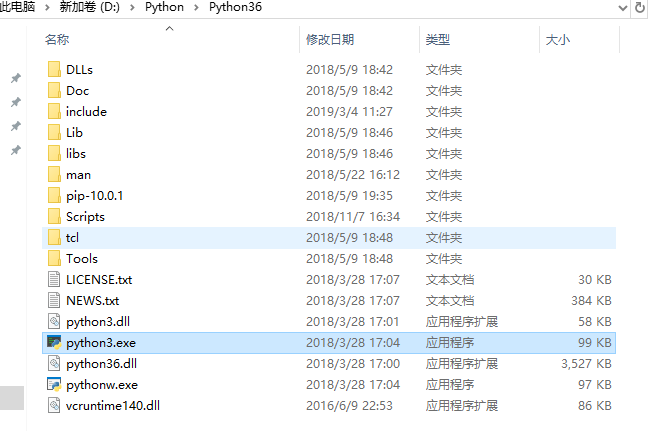 此电脑 > 新加卷 (D:) > Python > Python36
名称 修改日期 类型 大小
DLLs 2018/5/9 18:42 文件夹
Doc 2018/5/9 18:42 文件夹
include 2019/3/4 11:27 文件夹
Lib 2018/5/9 18:46 文件夹
libs 2018/5/9 18:46 文件夹
man 2018/5/22 16:12 文件夹
pip-10.0.1 2018/5/9 19:35 文件夹
Scripts 2018/11/7 16:34 文件夹
tcl 2018/5/9 18:48 文件夹
Tools 2018/5/9 18:48 文件夹
LICENSE.txt 2018/3/28 17:07 文本文档 30 KB
NEWS.txt 2018/3/28 17:07 文本文档 384 KB
python3.dll 2018/3/28 17:01 应用程序扩展 58 KB
python3.exe 2018/3/28 17:04 应用程序 99 KB
python36.dll 2018/3/28 17:00 应用程序扩展 3,527 KB
pythonw.exe 2018/3/28 17:04 应用程序 97 KB
vcruntime140.dll 2016/6/9 22:53 应用程序扩展 86 KB